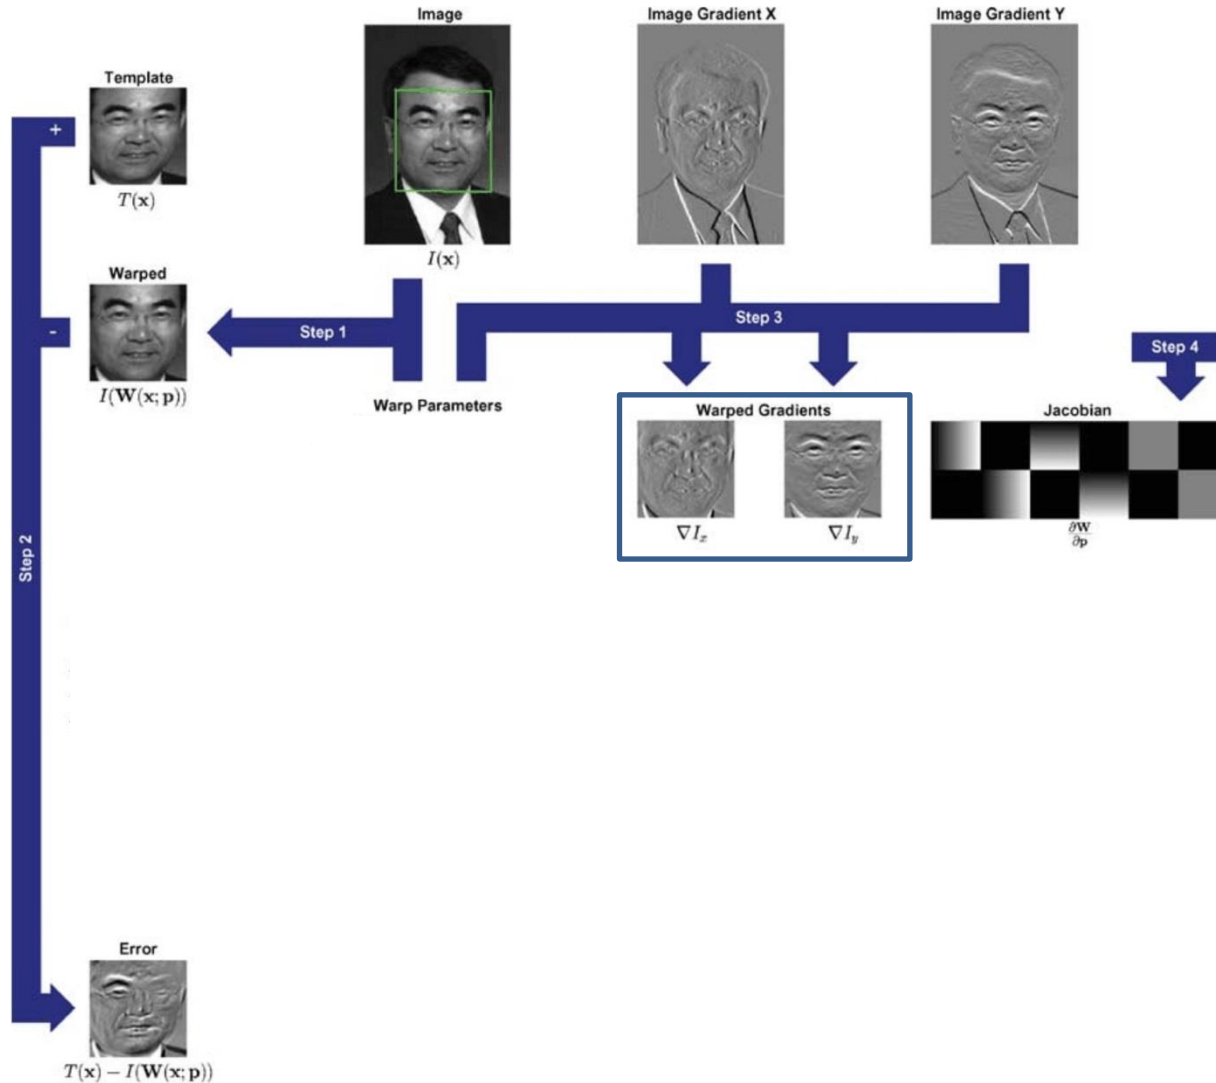 Image
Image Gradient X
Image Gradient Y
Template
+
T(x)
I(x)
Warped
-
I(W(x; p))
Step 1
Warp Parameters
Step 3
Step 4
Warped Gradients
∇I_x
∇I_y
Jacobian
∂W
∂p
Step 2
Error
T(x) − I(W(x; p))